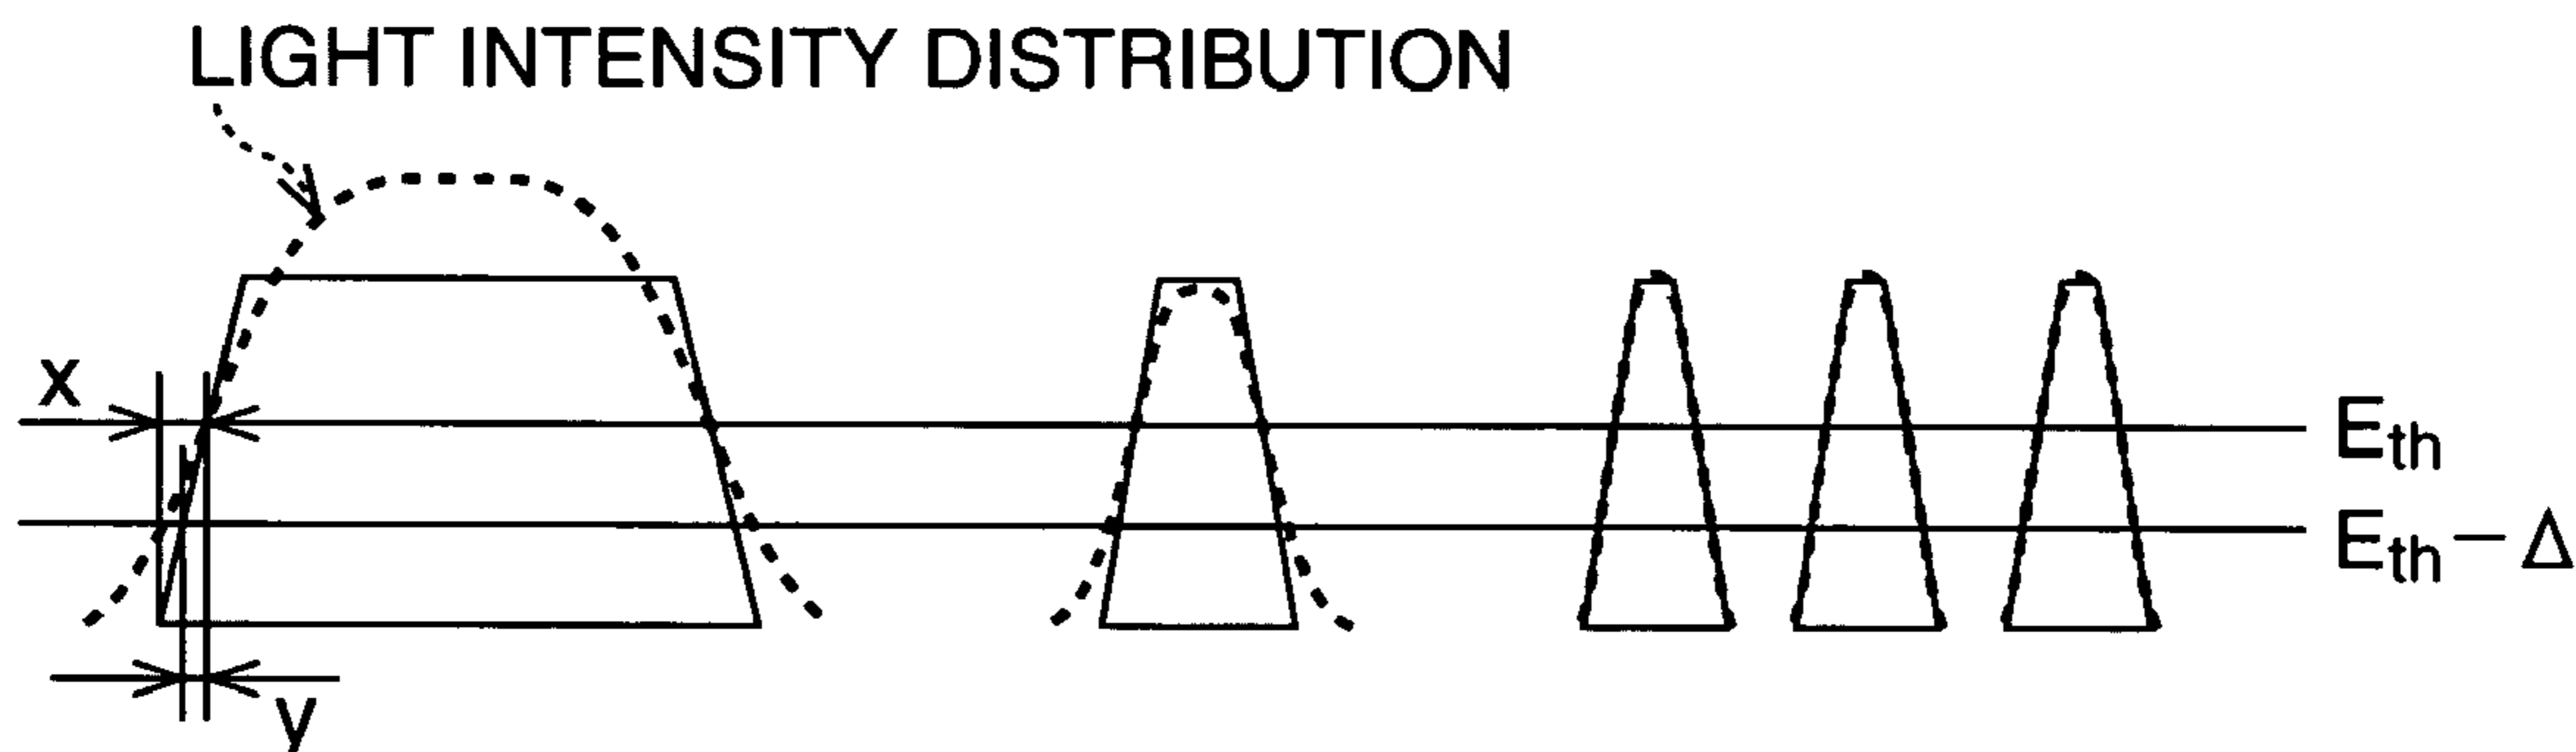 LIGHT INTENSITY DISTRIBUTION
x
Eth
Eth − Δ
y